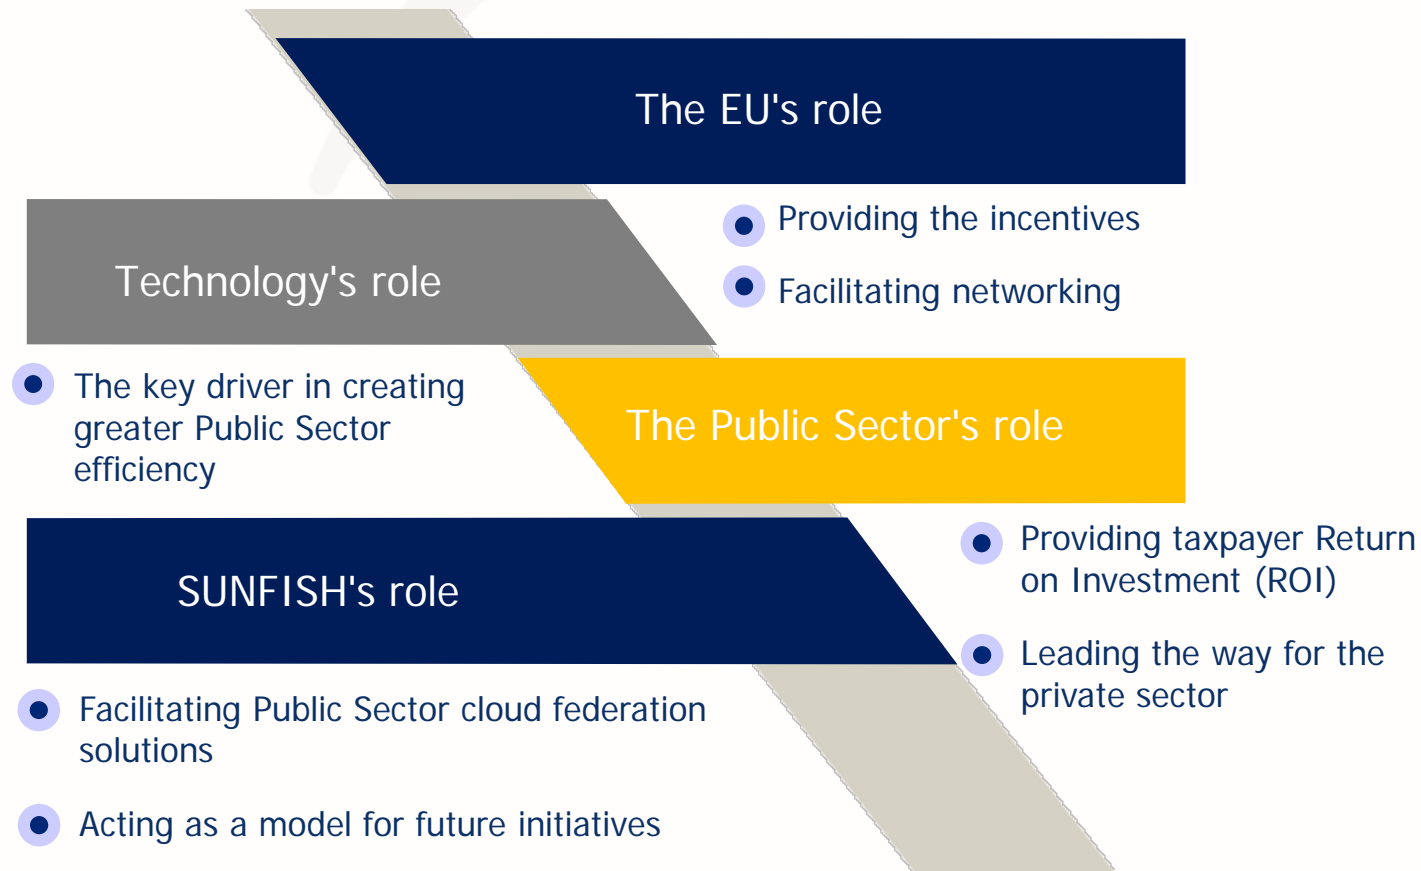 The EU's role
Providing the incentives
Facilitating networking
Technology's role
The key driver in creating
greater Public Sector
efficiency
The Public Sector's role
Providing taxpayer Return
on Investment (ROI)
Leading the way for the
private sector
SUNFISH's role
Facilitating Public Sector cloud federation
solutions
Acting as a model for future initiatives